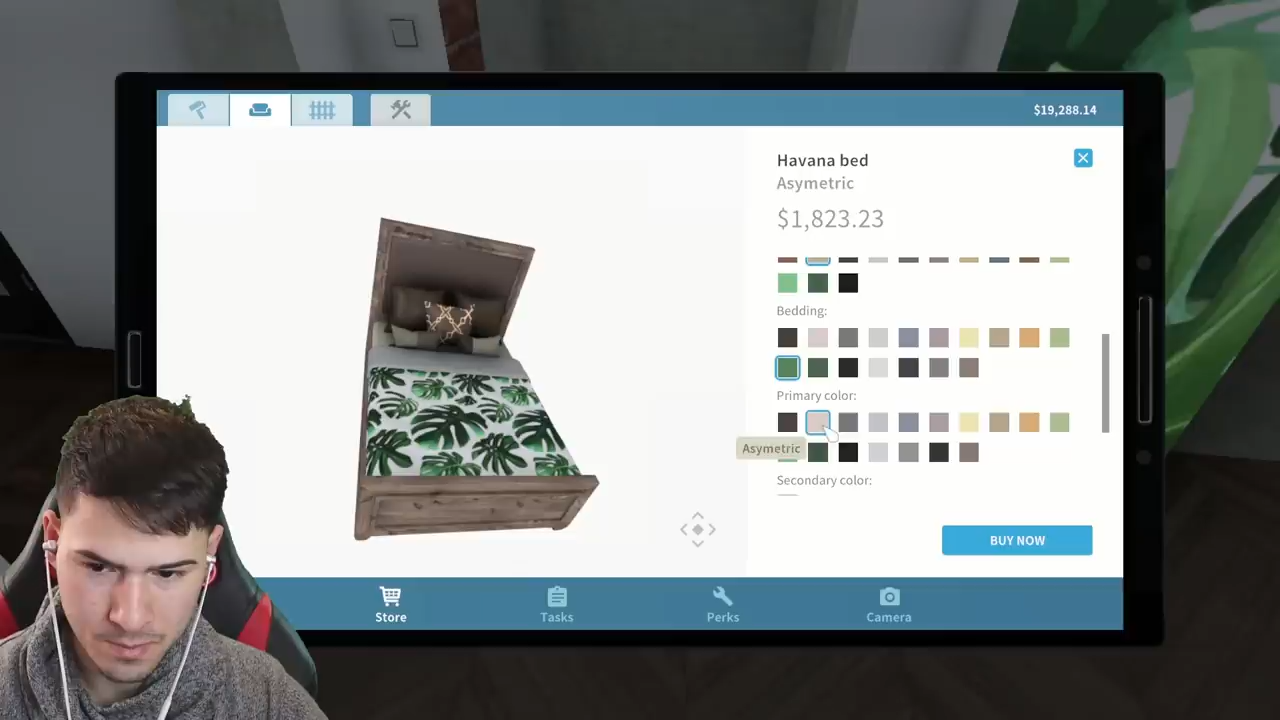 $19,288.14
Havana bed
Asymetric
$1,823.23
Bedding:
Primary color:
Asymetric
Secondary color:
BUY NOW
Store
Tasks
Perks
Camera